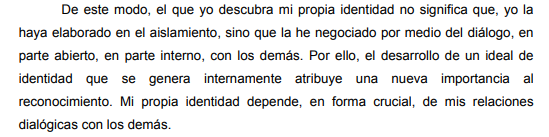 De este modo, el que yo descubra mi propia identidad no significa que, yo la
haya elaborado en el aislamiento, sino que la he negociado por medio del diálogo, en
parte abierto, en parte interno, con los demás. Por ello, el desarrollo de un ideal de
identidad que se genera internamente atribuye una nueva importancia al
reconocimiento. Mi propia identidad depende, en forma crucial, de mis relaciones
dialógicas con los demás.